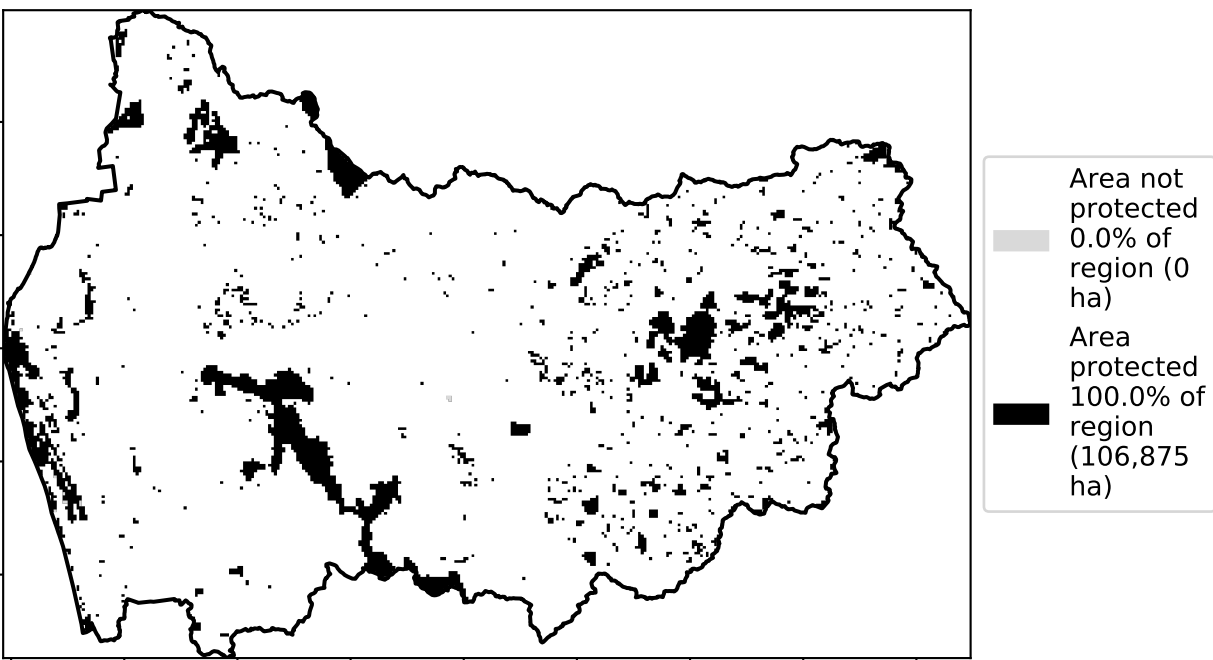 Area not
protected
0.0% of
region (0
ha)
Area
protected
100.0% of
region
(106,875
ha)